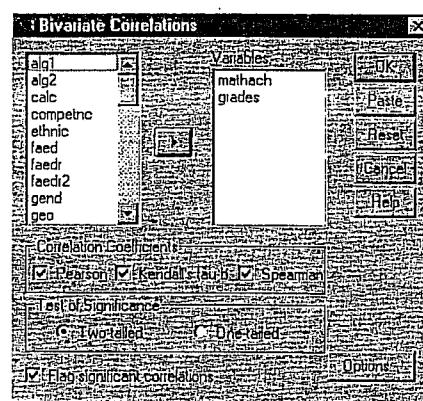 Bivariate Correlations
Variables
alg1
alg2
calc
competnc
ethnic
faed
faedr
faedr2
gend
geo
mathach
grades
OK
Paste
Reset
Cancel
Help
Correlation Coefficients
Pearson Kendall's tau-b Spearman
Test of Significance
Two-tailed One-tailed
Flag significant correlations
Options...